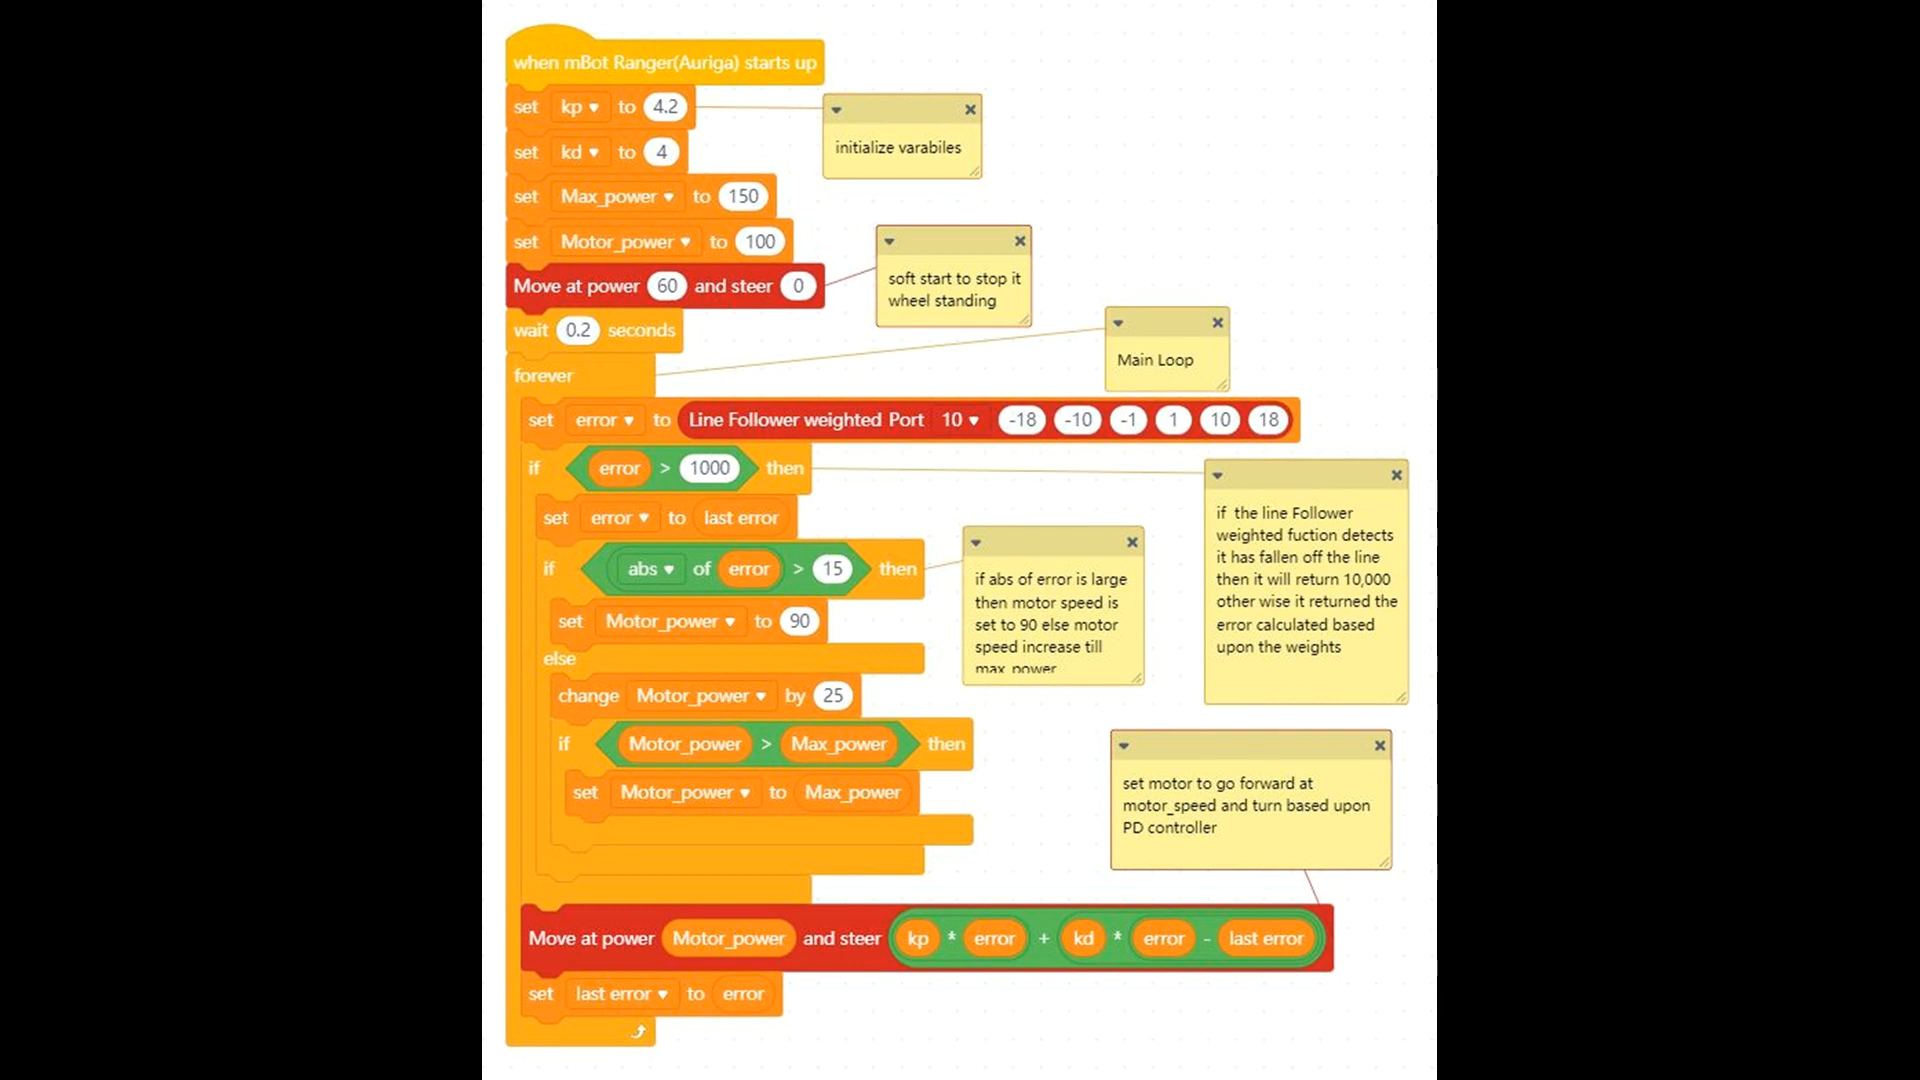 when mBot Ranger(Auriga) starts up
set kp to 4.2
initialize varabiles
set kd to 4
set Max_power to 150
set Motor_power to 100
Move at power 60 and steer 0
soft start to stop it
wheel standing
wait 0.2 seconds
forever
Main Loop
set error to Line Follower weighted Port 10 -18 -10 -1 1 10 18
if error > 1000 then
if the line Follower
weighted fuction detects
it has fallen off the line
then it will return 10,000
other wise it returned the
error calculated based
upon the weights
set error to last error
if abs of error > 15 then
if abs of error is large
then motor speed is
set to 90 else motor
speed increase till
max_power
set Motor_power to 90
else
change Motor_power by 25
if Motor_power > Max_power then
set Motor_power to Max_power
set motor to go forward at
motor_speed and turn based upon
PD controller
Move at power Motor_power and steer kp * error + kd * error - last error
set last error to error